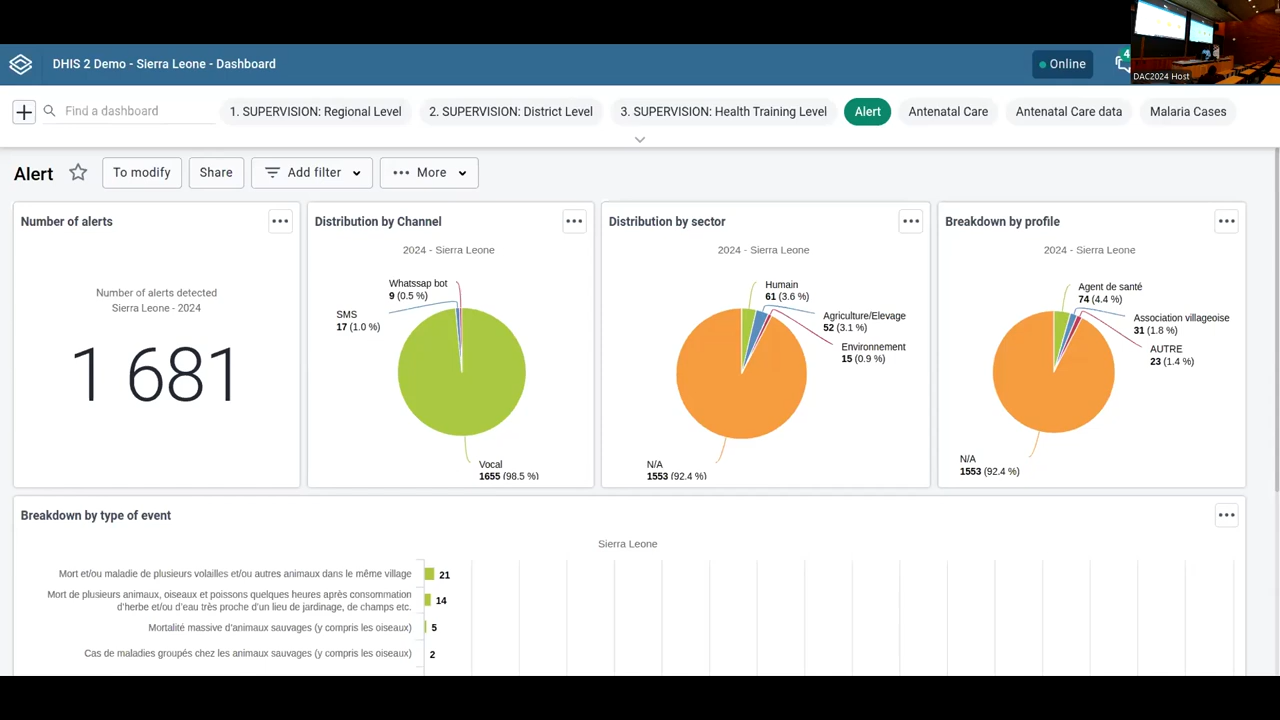 DAC2024 Host
DHIS 2 Demo - Sierra Leone - Dashboard
Online
4
Find a dashboard
1. SUPERVISION: Regional Level
2. SUPERVISION: District Level
3. SUPERVISION: Health Training Level
Alert
Antenatal Care
Antenatal Care data
Malaria Cases
Alert
To modify
Share
Add filter
More
Number of alerts
Number of alerts detected
Sierra Leone - 2024
1 681
Distribution by Channel
2024 - Sierra Leone
Whatssap bot
9 (0.5 %)
SMS
17 (1.0 %)
Vocal
1655 (98.5 %)
Distribution by sector
2024 - Sierra Leone
Humain
61 (3.6 %)
Agriculture/Elevage
52 (3.1 %)
Environnement
15 (0.9 %)
N/A
1553 (92.4 %)
Breakdown by profile
2024 - Sierra Leone
Agent de santé
74 (4.4 %)
Association villageoise
31 (1.8 %)
AUTRE
23 (1.4 %)
N/A
1553 (92.4 %)
Breakdown by type of event
Sierra Leone
Mort et/ou maladie de plusieurs volailles et/ou autres animaux dans le même village
21
Mort de plusieurs animaux, oiseaux et poissons quelques heures après consommation
d'herbe et/ou d'eau très proche d'un lieu de jardinage, de champs etc.
14
Mortalité massive d'animaux sauvages (y compris les oiseaux)
5
Cas de maladies groupés chez les animaux sauvages (y compris les oiseaux)
2